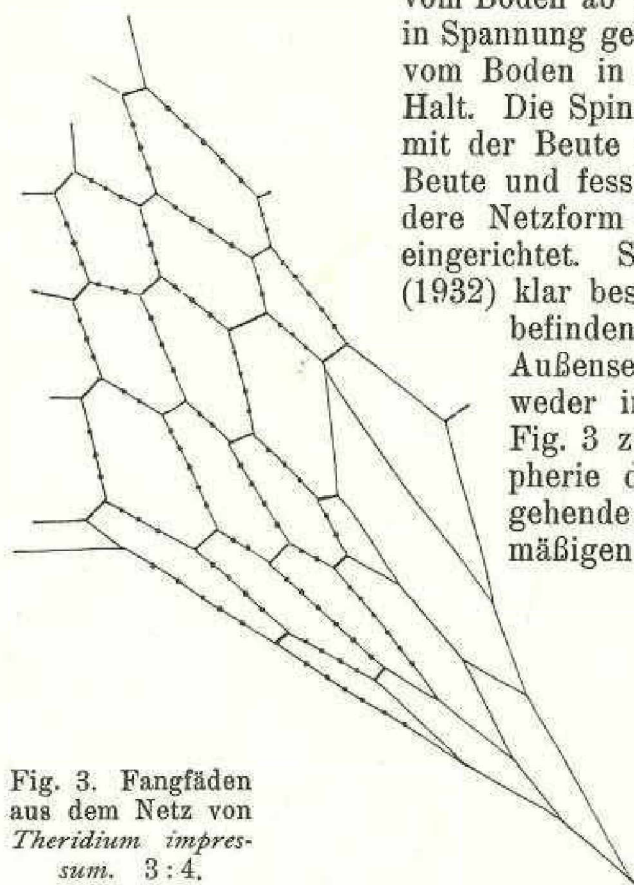 vom Boden ab
in Spannung ge
vom Boden in
Halt. Die Spin
mit der Beute
Beute und fess
dere Netzform
eingerichtet. S
(1932) klar bes
befinden
Außense
weder in
Fig. 3 z
pherie d
gehende
mäßigen
Fig. 3. Fangfäden
aus dem Netz von
Theridium impres-
sum. 3 : 4.